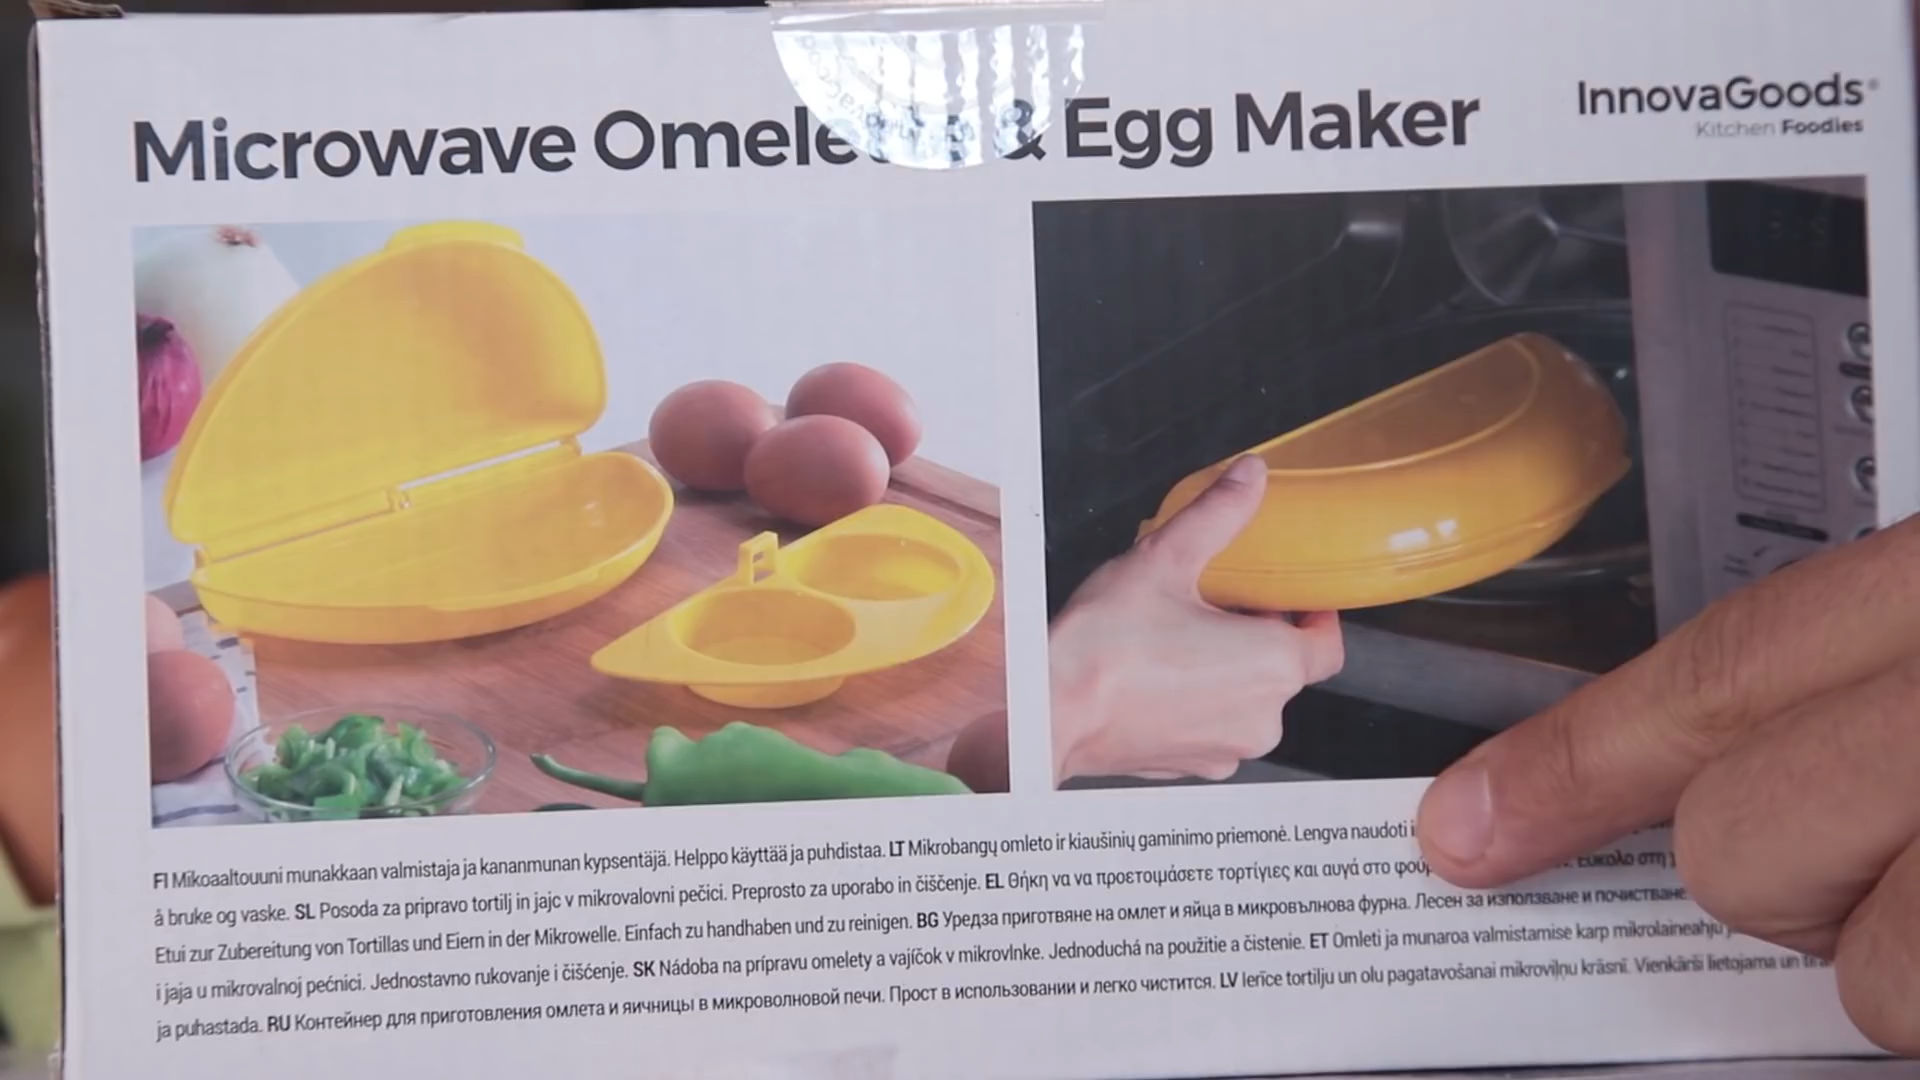 Microwave Omele & Egg Maker
InnovaGoods®
Kitchen Foodies
FI Mikoaaltouuni munakkaan valmistaja ja kananmunan kypsentäjä. Helppo käyttää ja puhdistaa. LT Mikrobangų omleto ir kiaušinių gaminimo priemonė. Lengva naudoti i
å bruke og vaske. SL Posoda za pripravo tortilj in jajc v mikrovalovni pečici. Preprosto za uporabo in čiščenje. EL Θήκη να να προετοιμάσετε τορτίγιες και αυγά στο φούρ εύκολο στη
Etui zur Zubereitung von Tortillas und Eiern in der Mikrowelle. Einfach zu handhaben und zu reinigen. BG Уредза приготвяне на омлет и яйца в микровълнова фурна. Лесен за използване и почистване.
i jaja u mikrovalnoj pećnici. Jednostavno rukovanje i čišćenje. SK Nádoba na prípravu omelety a vajíčok v mikrovlnke. Jednoduchá na použitie a čistenie. ET Omleti ja munaroa valmistamise karp mikrolaineahju
ja puhastada. RU Контейнер для приготовления омлета и яичницы в микроволновой печи. Прост в использовании и легко чистится. LV Ierīce tortilju un olu pagatavošanai mikroviļņu krāsnī. Vienkārši lietojama un